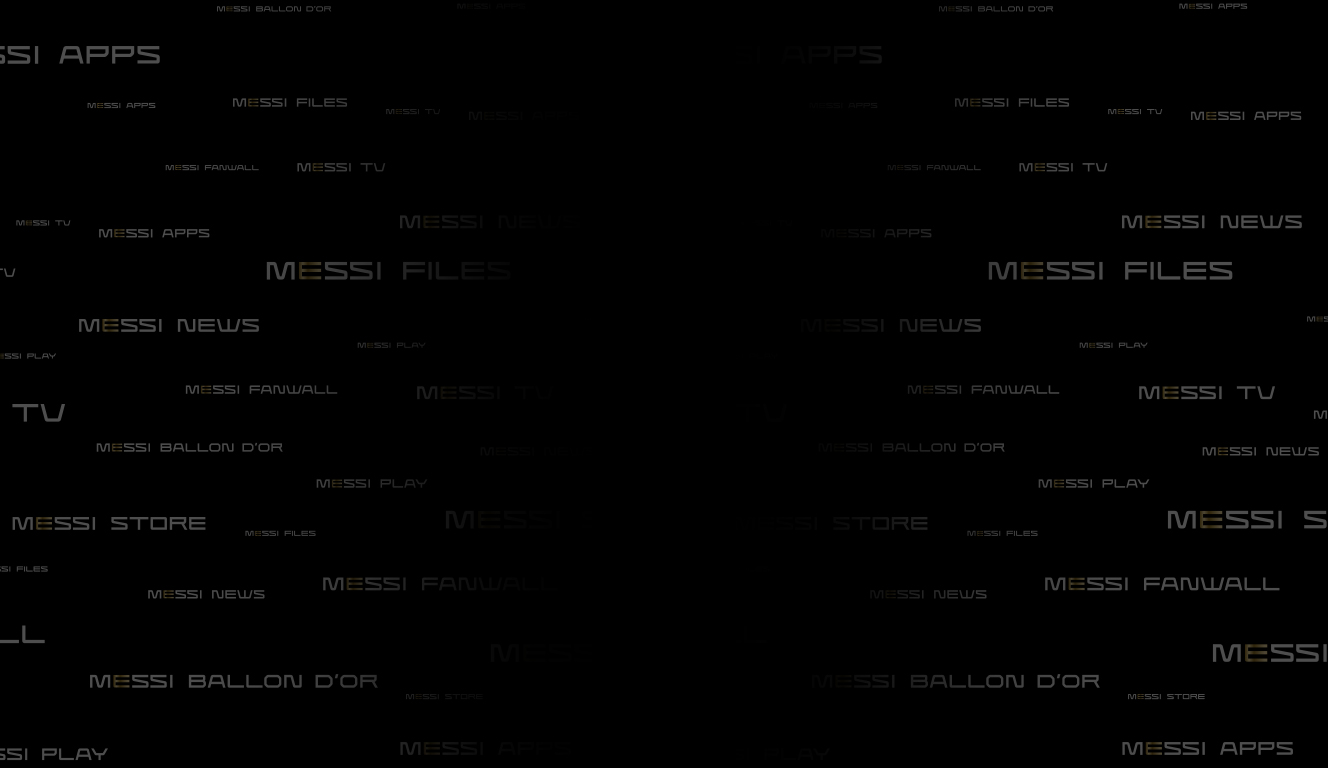 MESSI BALLON D'OR MESSI APPS MESSI BALLON D'OR MESSI APPS
SSI APPS APPS
MESSI APPS MESSI FILES MESSI TV MESSI APPS MESSI APPS MESSI FILES MESSI TV MESSI APPS
MESSI FANWALL MESSI TV MESSI FANWALL MESSI TV
MESSI TV MESSI APPS MESSI NEWS MESSI APPS MESSI NEWS
TV MESSI FILES MESSI FILES
MESSI NEWS MESSI NEWS MES
ESSI PLAY MESSI PLAY MESSI PLAY
MESSI FANWALL MESSI TV MESSI FANWALL MESSI TV
TV TV M
MESSI BALLON D'OR MESSI MESSI BALLON D'OR MESSI NEWS
MESSI PLAY MESSI PLAY
MESSI STORE MESSI FILES MESSI MESSI STORE MESSI FILES MESSI S
SSI FILES MESSI NEWS MESSI FANWALL MESSI NEWS MESSI FANWALL
LL MESSI MESSI
MESSI BALLON D'OR MESSI STORE MESSI BALLON D'OR MESSI STORE
SSI PLAY MESSI APPS PLAY MESSI APPS